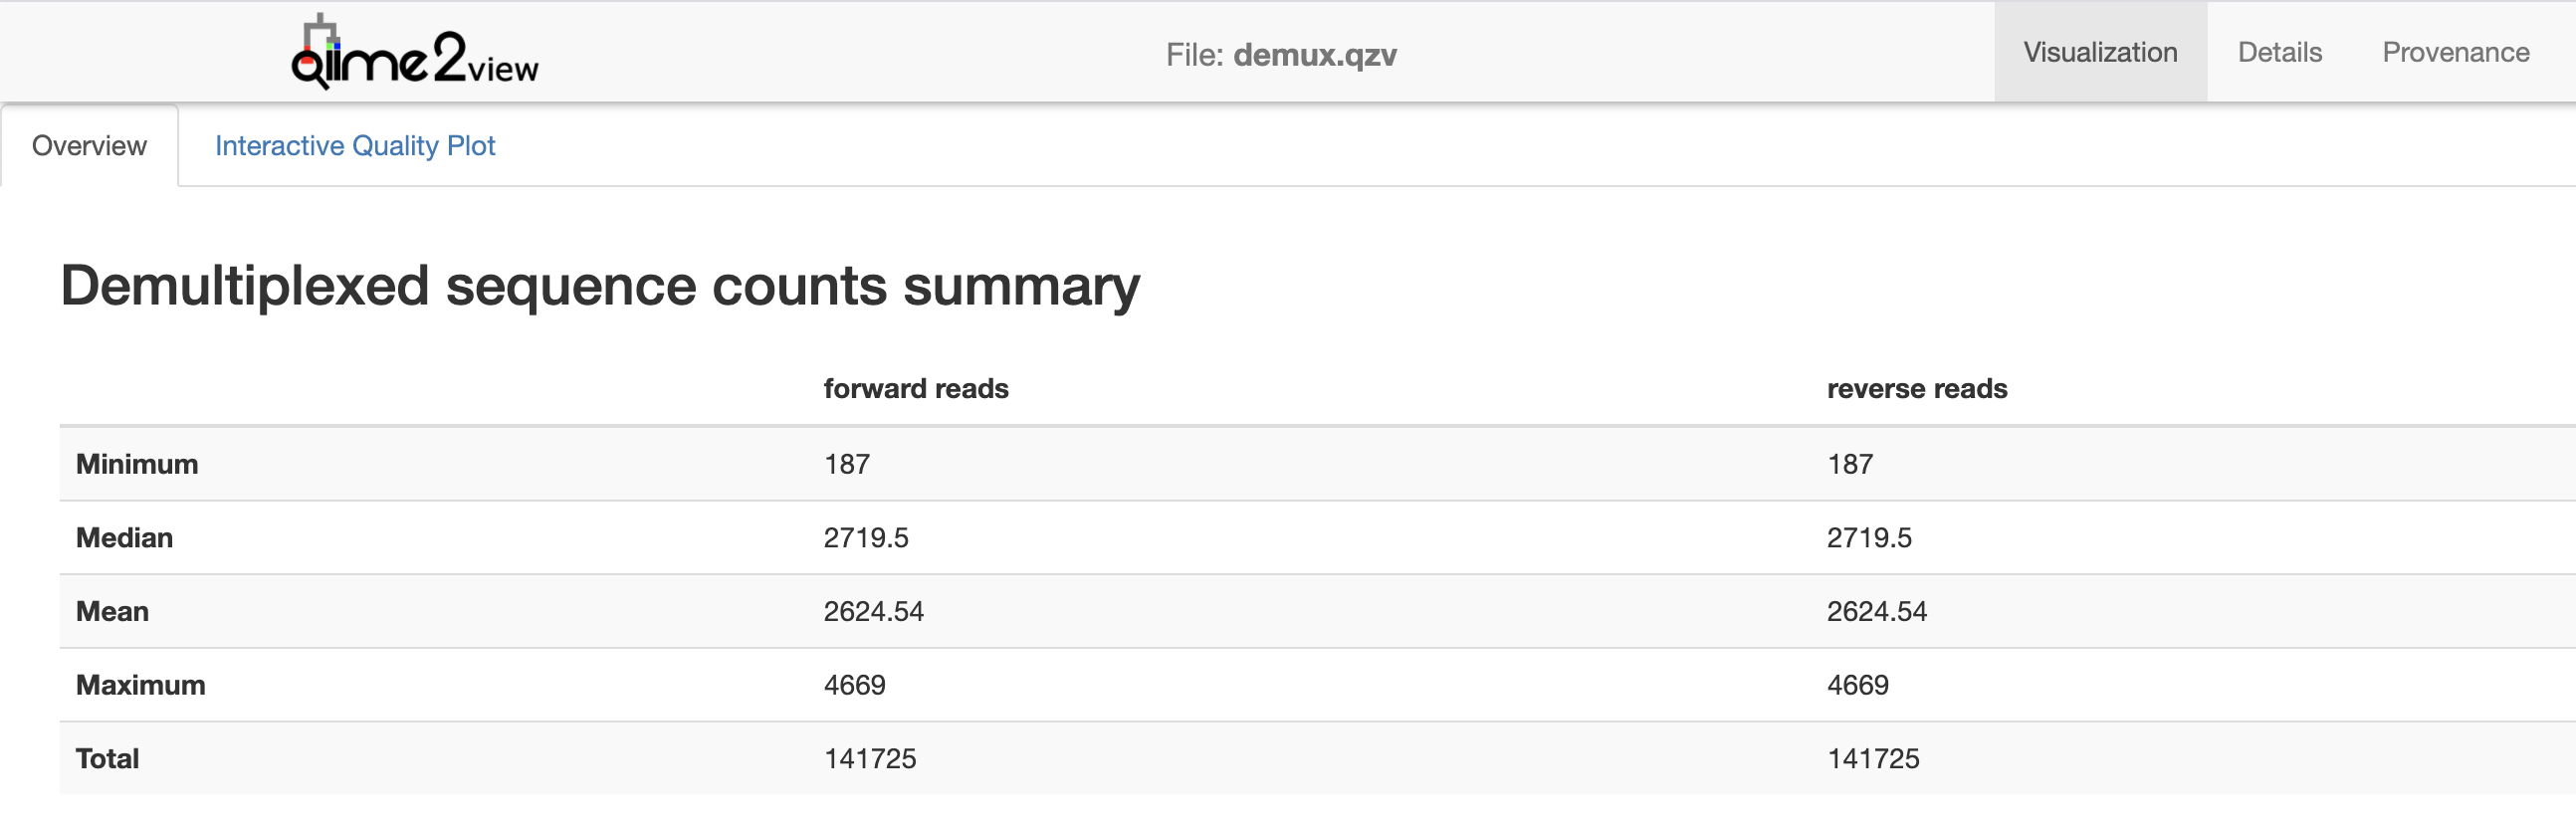 qiime2view File: demux.qzv Visualization Details Provenance
Overview Interactive Quality Plot
Demultiplexed sequence counts summary
forward reads reverse reads
Minimum 187 187
Median 2719.5 2719.5
Mean 2624.54 2624.54
Maximum 4669 4669
Total 141725 141725